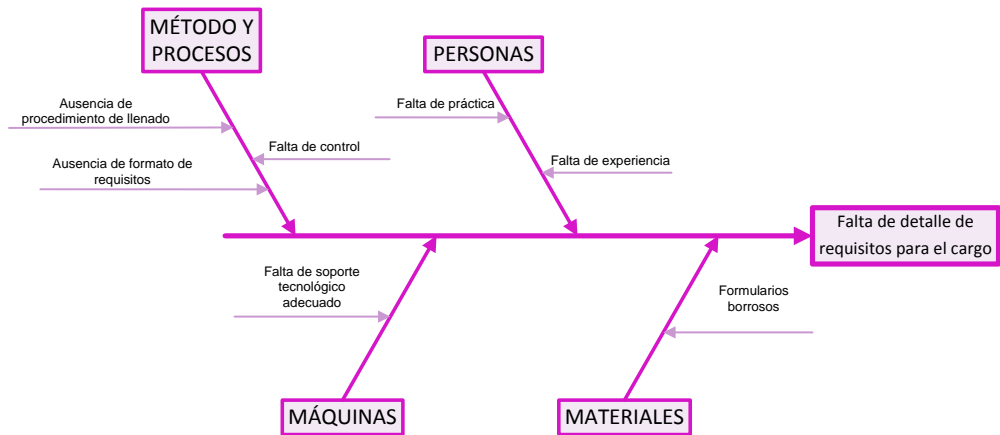 MÉTODO Y
PROCESOS
PERSONAS
Ausencia de
procedimiento de llenado
Falta de práctica
Falta de control
Ausencia de formato de
requisitos
Falta de experiencia
Falta de detalle de
requisitos para el cargo
Falta de soporte
tecnológico
adecuado
Formularios
borrosos
MÁQUINAS
MATERIALES